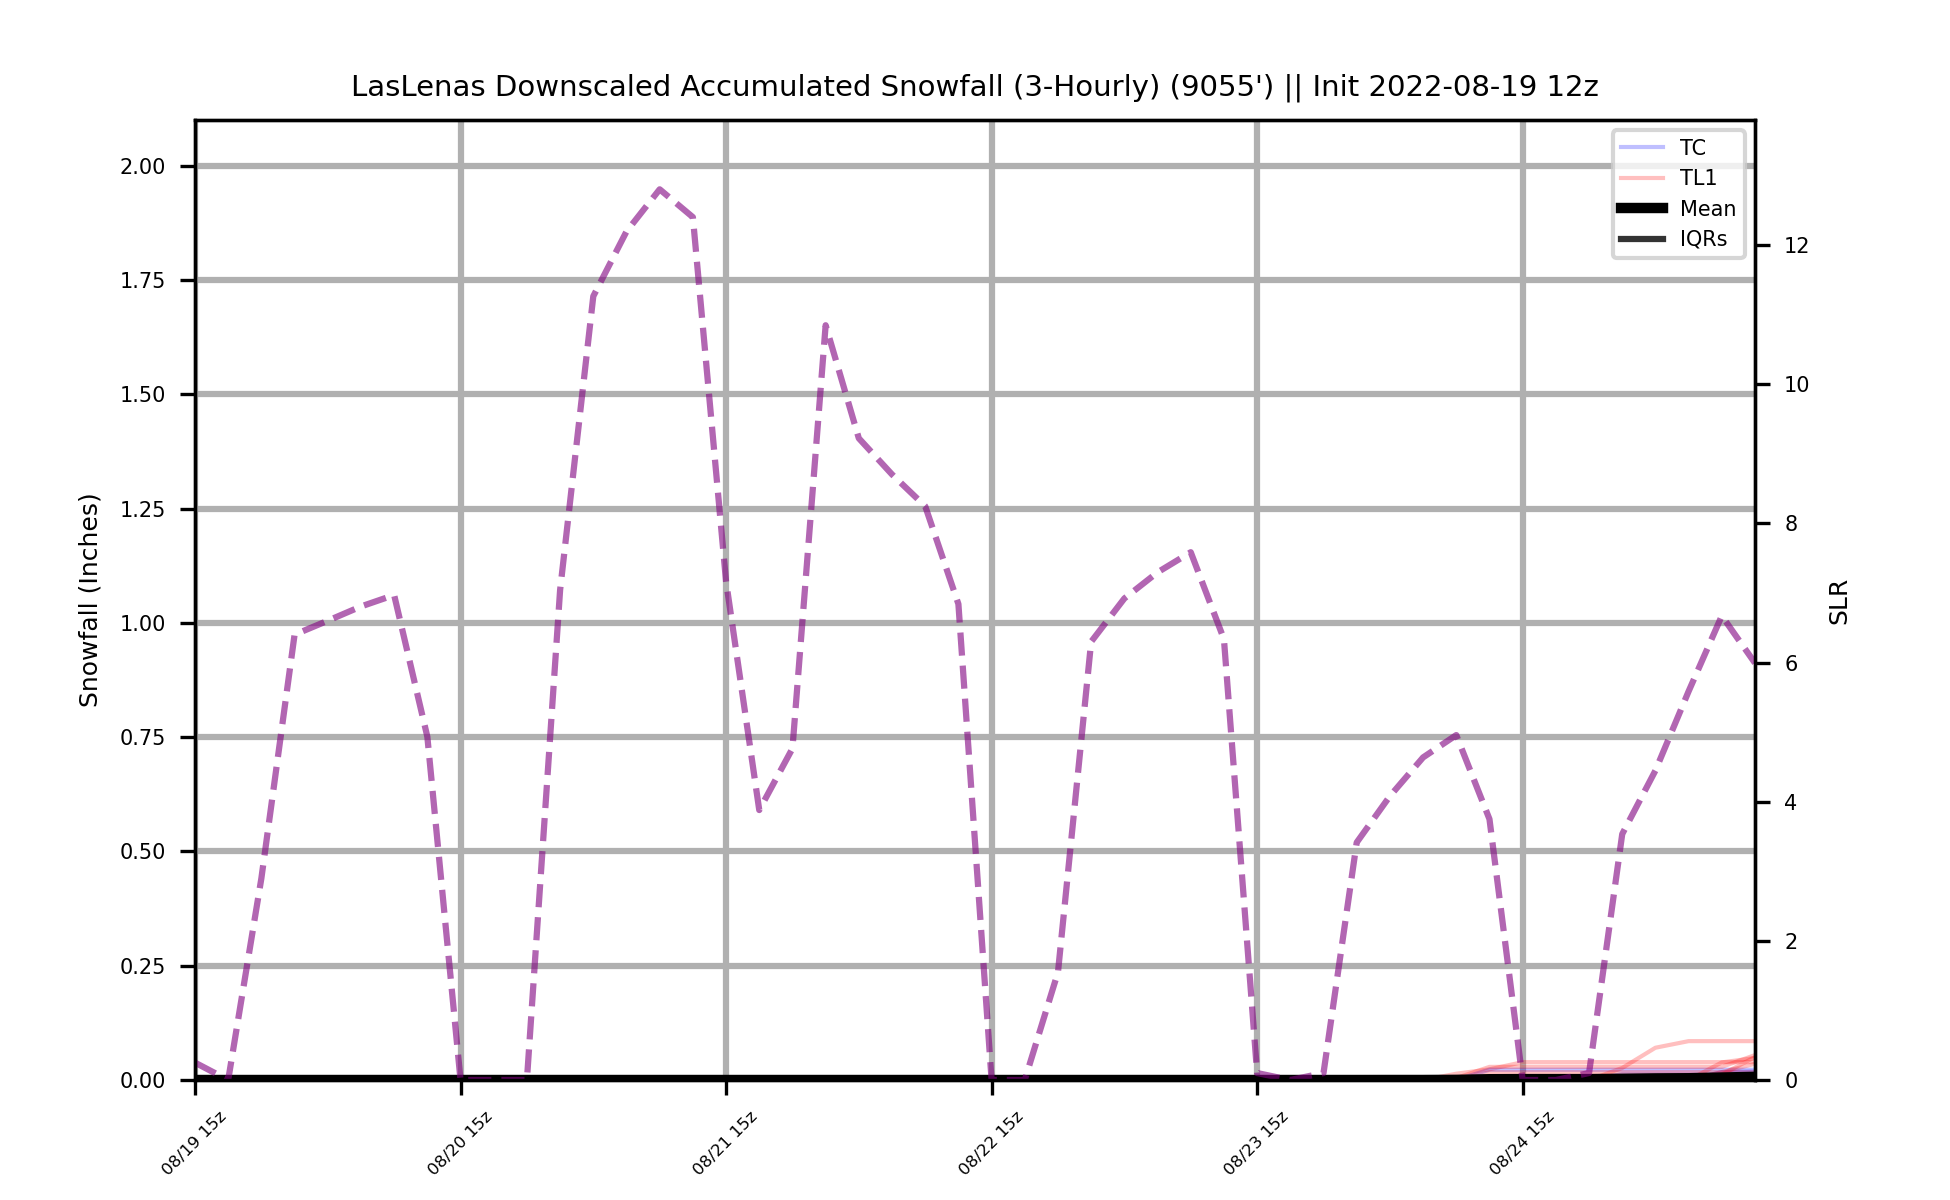 LasLenas Downscaled Accumulated Snowfall (3-Hourly) (9055') || Init 2022-08-19 12z
TC
TL1
Mean
IQRs
Snowfall (Inches)
2.00
1.75
1.50
1.25
1.00
0.75
0.50
0.25
0.00
12
10
8
6
4
2
0
SLR
08/19 15z
08/20 15z
08/21 15z
08/22 15z
08/23 15z
08/24 15z